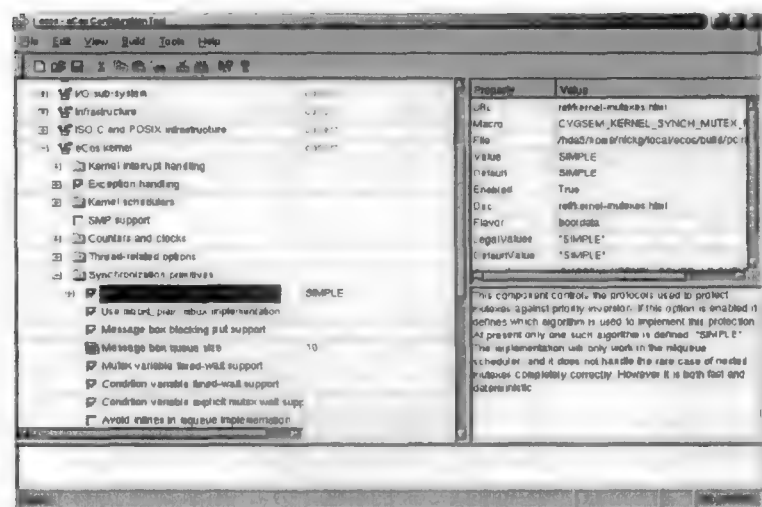 eCos Configuration Tool
File Edit View Build Tools Help
I/O sub-system
Infrastructure
ISO C and POSIX infrastructure
eCos kernel
Kernel interrupt handling
Exception handling
Kernel schedulers
SMP support
Counters and clocks
Thread-related options
Synchronization primitives
SIMPLE
Use mboxt_plain mbox implementation
Message box blocking put support
Message box queue size 10
Mutex variable timed-wait support
Condition variable timed-wait support
Condition variable explicit mutex wait supp
Avoid inlines in mqueue implementation
Property Value
URL ref/kernel-mutexes.html
Macro CYGSEM_KERNEL_SYNCH_MUTEX_
File
Value SIMPLE
Default SIMPLE
Enabled True
Doc ref/kernel-mutexes.html
Flavor booldata
LegalValues "SIMPLE"
DefaultValue "SIMPLE"
This component controls the protocols used to protect
mutexes against priority inversion. If this option is enabled it
defines which algorithm is used to implement this protection.
At present only one such algorithm is defined: "SIMPLE".
The implementation will only work in the mlqueue
scheduler, and it does not handle the rare case of nested
mutexes completely correctly. However it is both fast and
deterministic